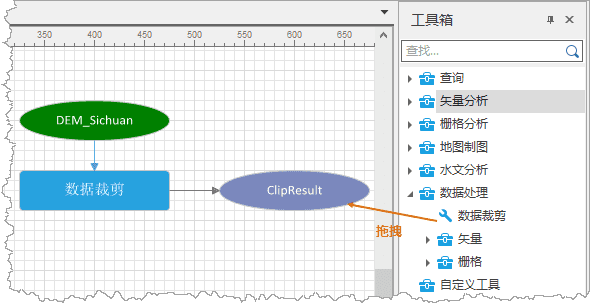 350 400 450 500 550 600 650
DEM_Sichuan
数据裁剪
ClipResult
拖拽
工具箱
查找...
查询
矢量分析
栅格分析
地图制图
水文分析
数据处理
数据裁剪
矢量
栅格
自定义工具